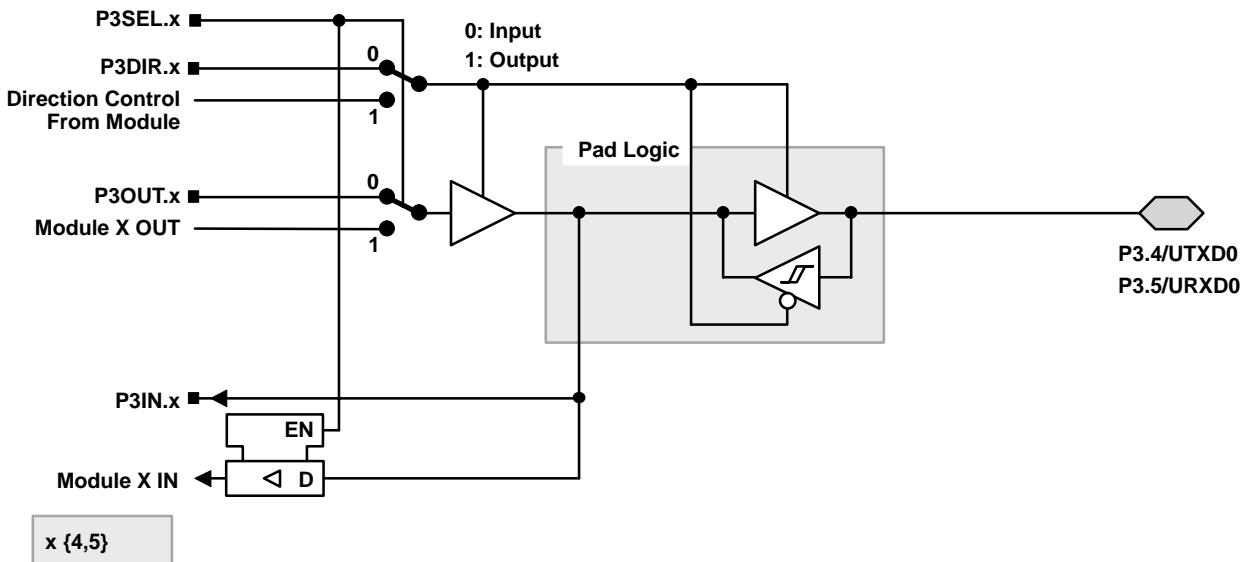 P3SEL.x
0: Input
1: Output
0
P3DIR.x
Direction Control
From Module
1
Pad Logic
0
P3OUT.x
Module X OUT
1
P3.4/UTXD0
P3.5/URXD0
P3IN.x
EN
Module X IN
D
x {4,5}